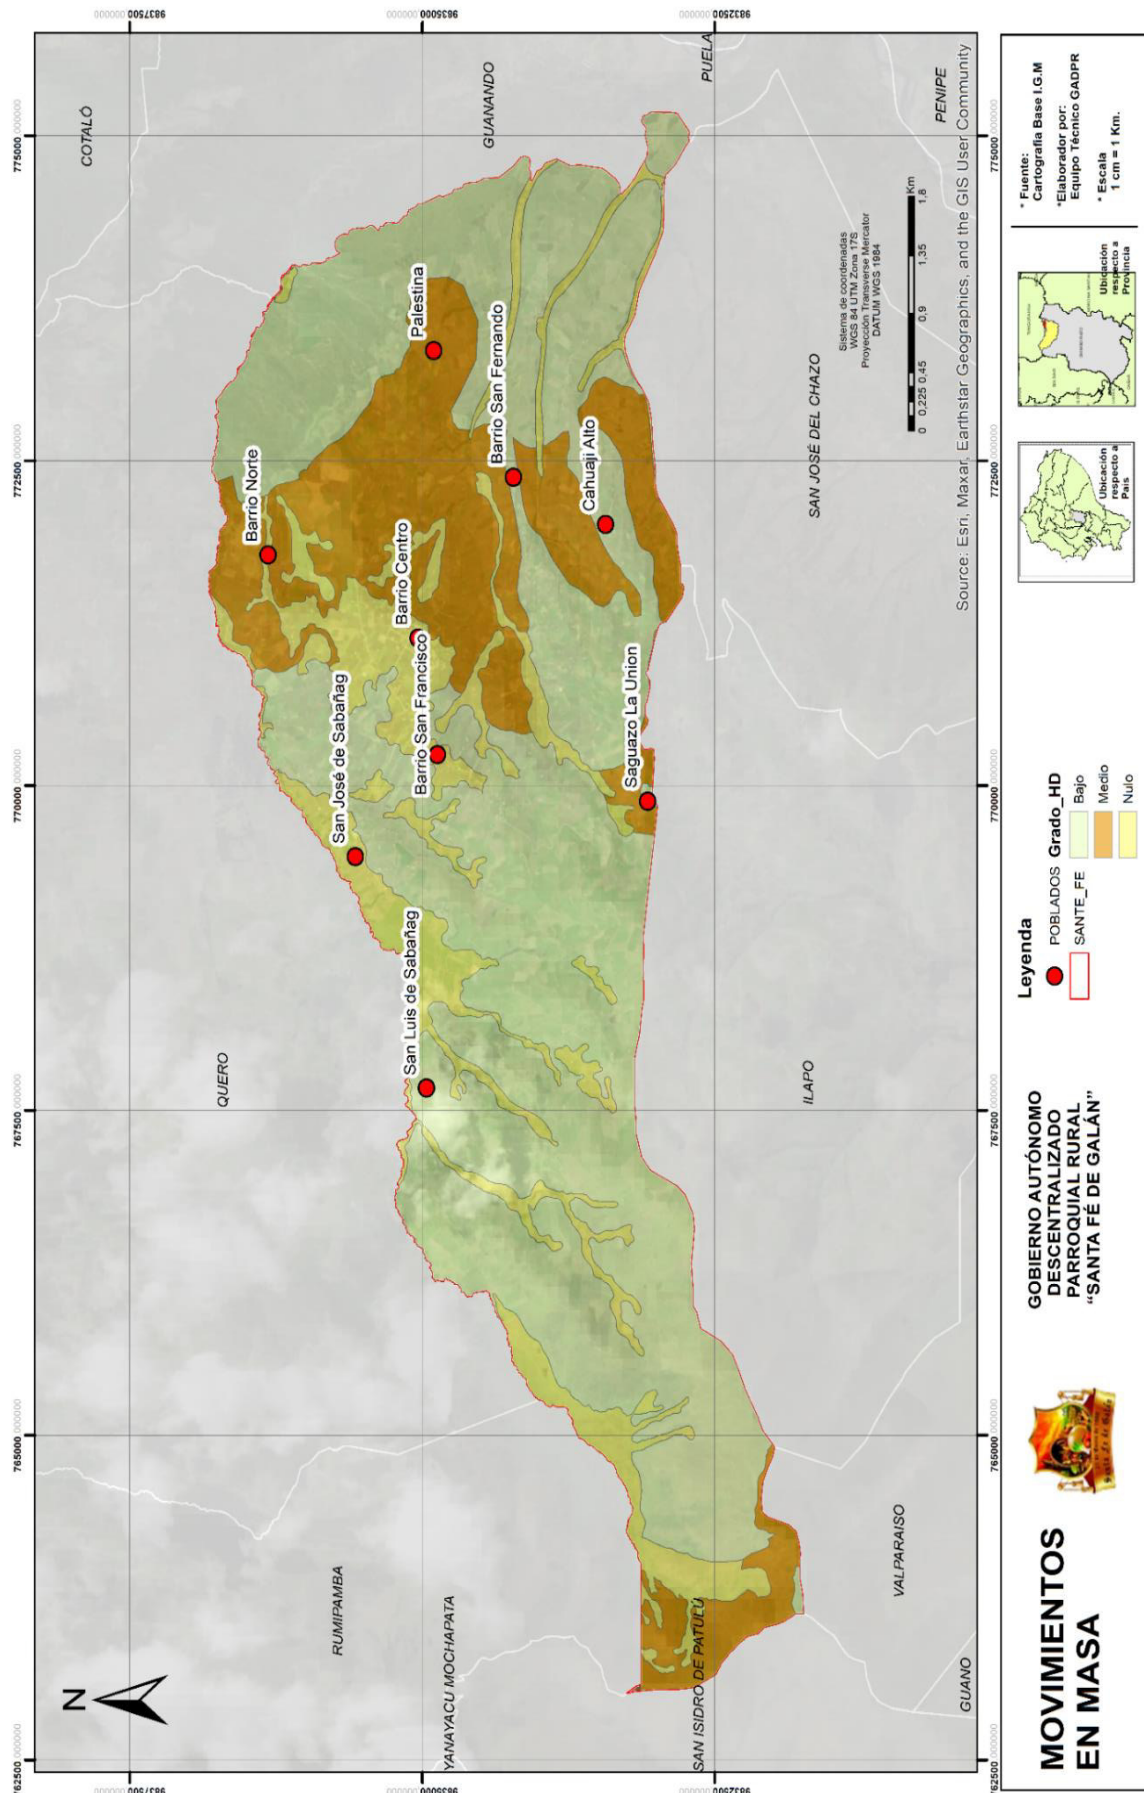 762500
765000
767500
770000
772500
775000
9837500
9835000
9832500
N
COTALÓ
GUANANDO
PUELA
PENIPE
QUERO
RUMIPAMBA
YANAYACU MOCHAPATA
SAN ISIDRO DE PATULÚ
GUANO
VALPARAISO
ILAPO
SAN JOSÉ DEL CHAZO
Barrio Norte
Palestina
Barrio San Fernando
Cahuaji Alto
Barrio Centro
Barrio San Francisco
San José de Sabañag
Saguazo La Union
San Luis de Sabañag
Sistema de coordenadas
WGS 84 UTM Zona 17S
Proyección Transverse Mercator
DATUM WGS 1984
0 0,225 0,45 0,9 1,35 1,8
Km
Source: Esri, Maxar, Earthstar Geographics, and the GIS User Community
762500
765000
767500
770000
772500
775000
MOVIMIENTOS
EN MASA
GOBIERNO AUTÓNOMO
DESCENTRALIZADO
PARROQUIAL RURAL
“SANTA FÉ DE GALÁN”
Leyenda
POBLADOS
SANTE_FE
Grado_HD
Bajo
Medio
Nulo
Ubicación
respecto a
País
Ubicación
respecto a
Provincia
* Fuente:
Cartografía Base I.G.M
*Elaborador por:
Equipo Técnico GADPR
* Escala
1 cm = 1 Km.